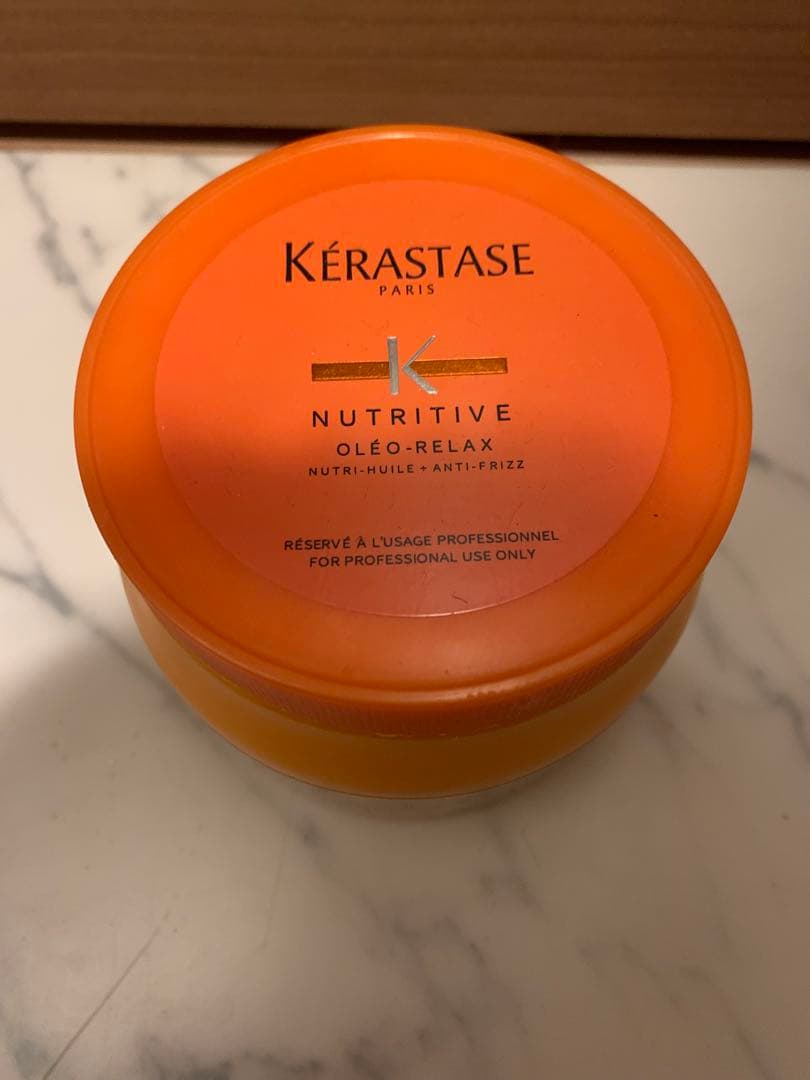 KÉRASTASE
PARIS
K
NUTRITIVE
OLÉO-RELAX
NUTRI-HUILE + ANTI-FRIZZ
RÉSERVÉ À L'USAGE PROFESSIONNEL
FOR PROFESSIONAL USE ONLY